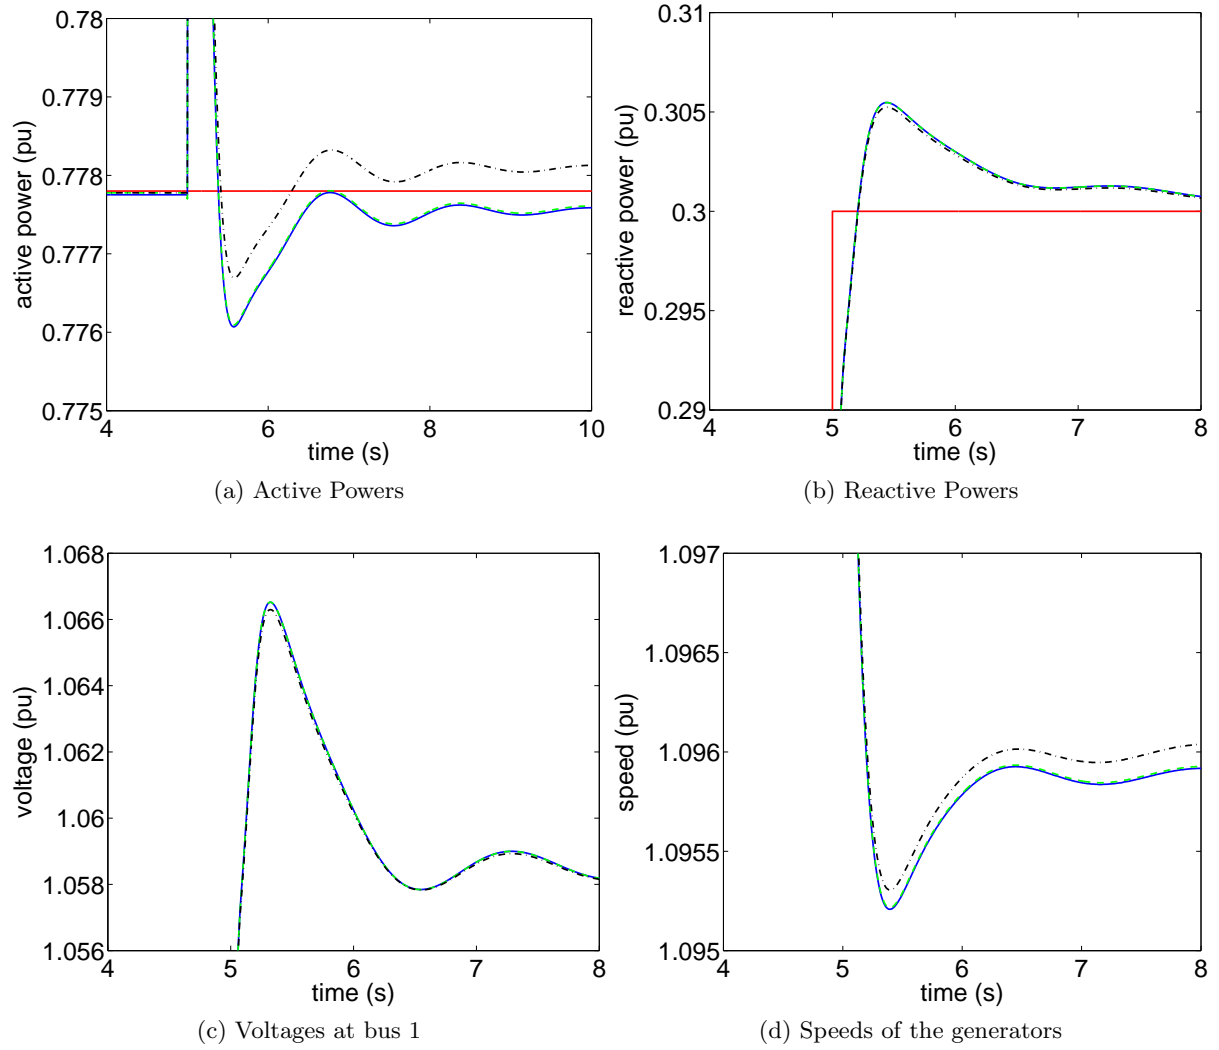 0.78
0.779
0.778
0.777
0.776
0.775
4 6 8 10
active power (pu)
time (s)
(a) Active Powers
0.31
0.305
0.3
0.295
0.29
4 5 6 7 8
reactive power (pu)
time (s)
(b) Reactive Powers
1.068
1.066
1.064
1.062
1.06
1.058
1.056
4 5 6 7 8
voltage (pu)
time (s)
(c) Voltages at bus 1
1.097
1.0965
1.096
1.0955
1.095
4 5 6 7 8
speed (pu)
time (s)
(d) Speeds of the generators